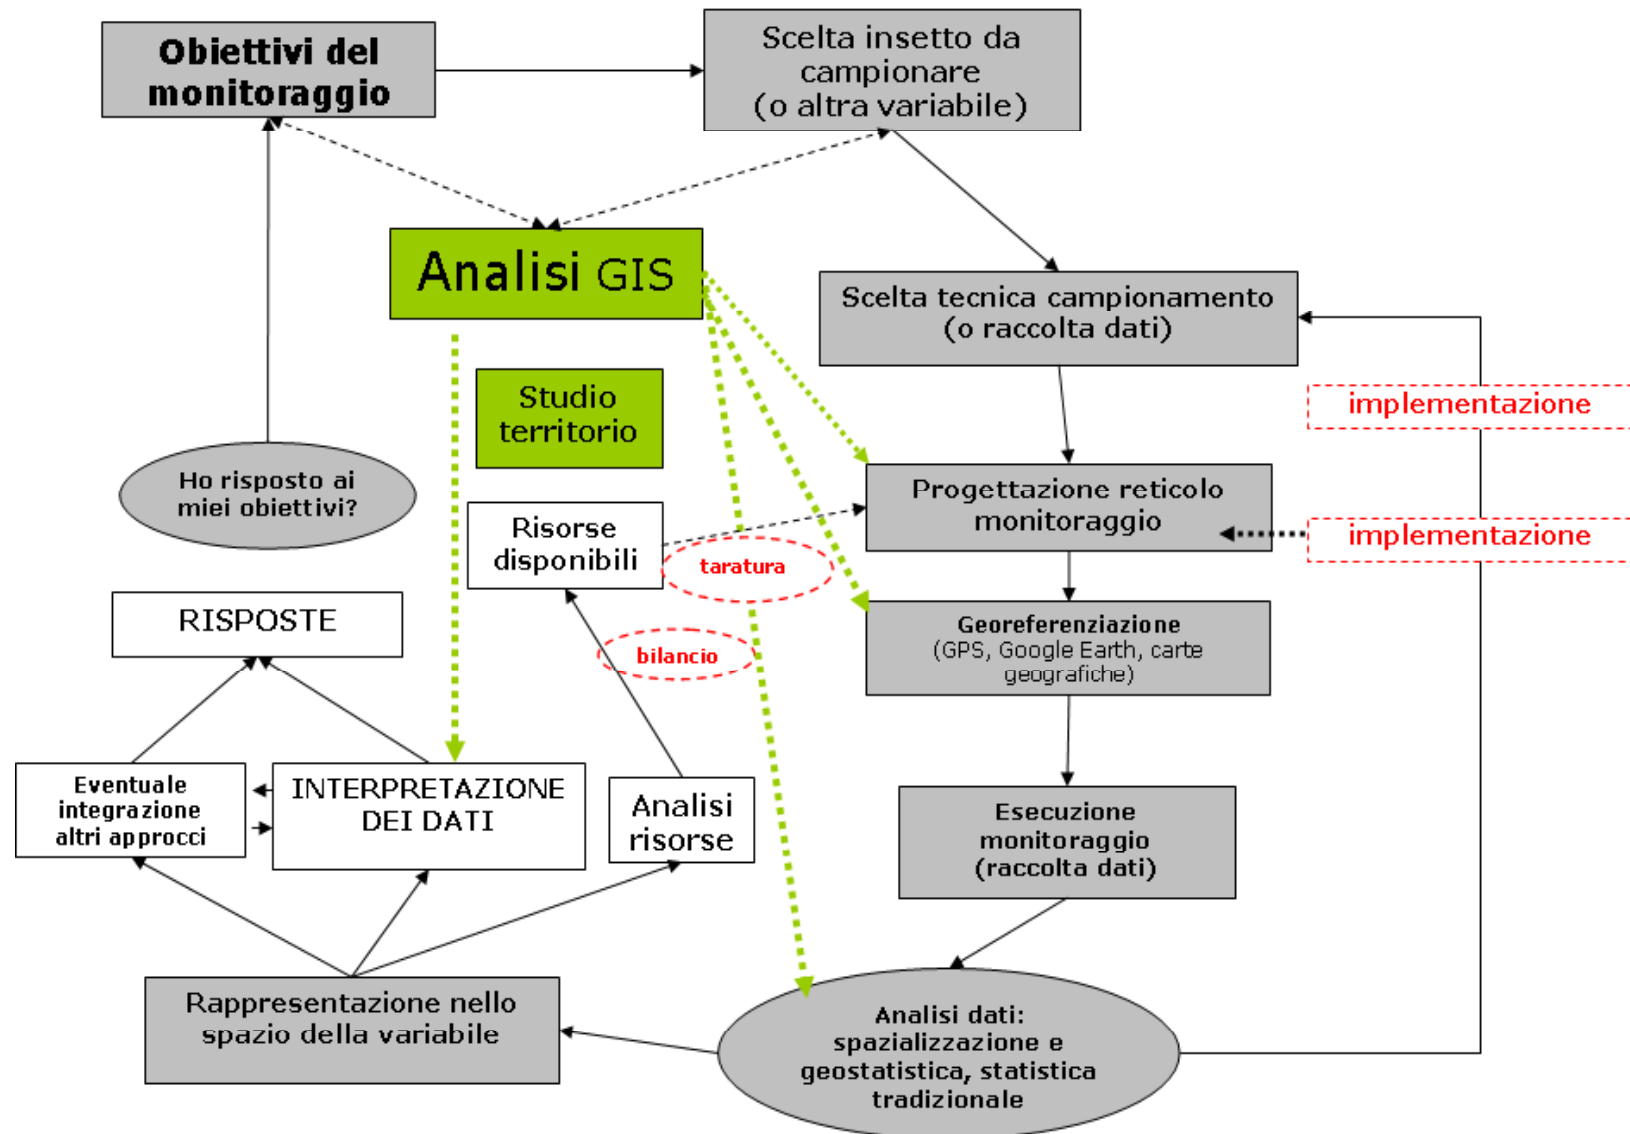 Obiettivi del
monitoraggio
Scelta insetto da
campionare
(o altra variabile)
Analisi GIS
Scelta tecnica campionamento
(o raccolta dati)
Studio
territorio
implementazione
Ho risposto ai
miei obiettivi?
Progettazione reticolo
monitoraggio
Risorse
disponibili
implementazione
taratura
RISPOSTE
Georeferenziazione
(GPS, Google Earth, carte
geografiche)
bilancio
Eventuale
integrazione
altri approcci
INTERPRETAZIONE
DEI DATI
Analisi
risorse
Esecuzione
monitoraggio
(raccolta dati)
Rappresentazione nello
spazio della variabile
Analisi dati:
spazializzazione e
geostatistica, statistica
tradizionale